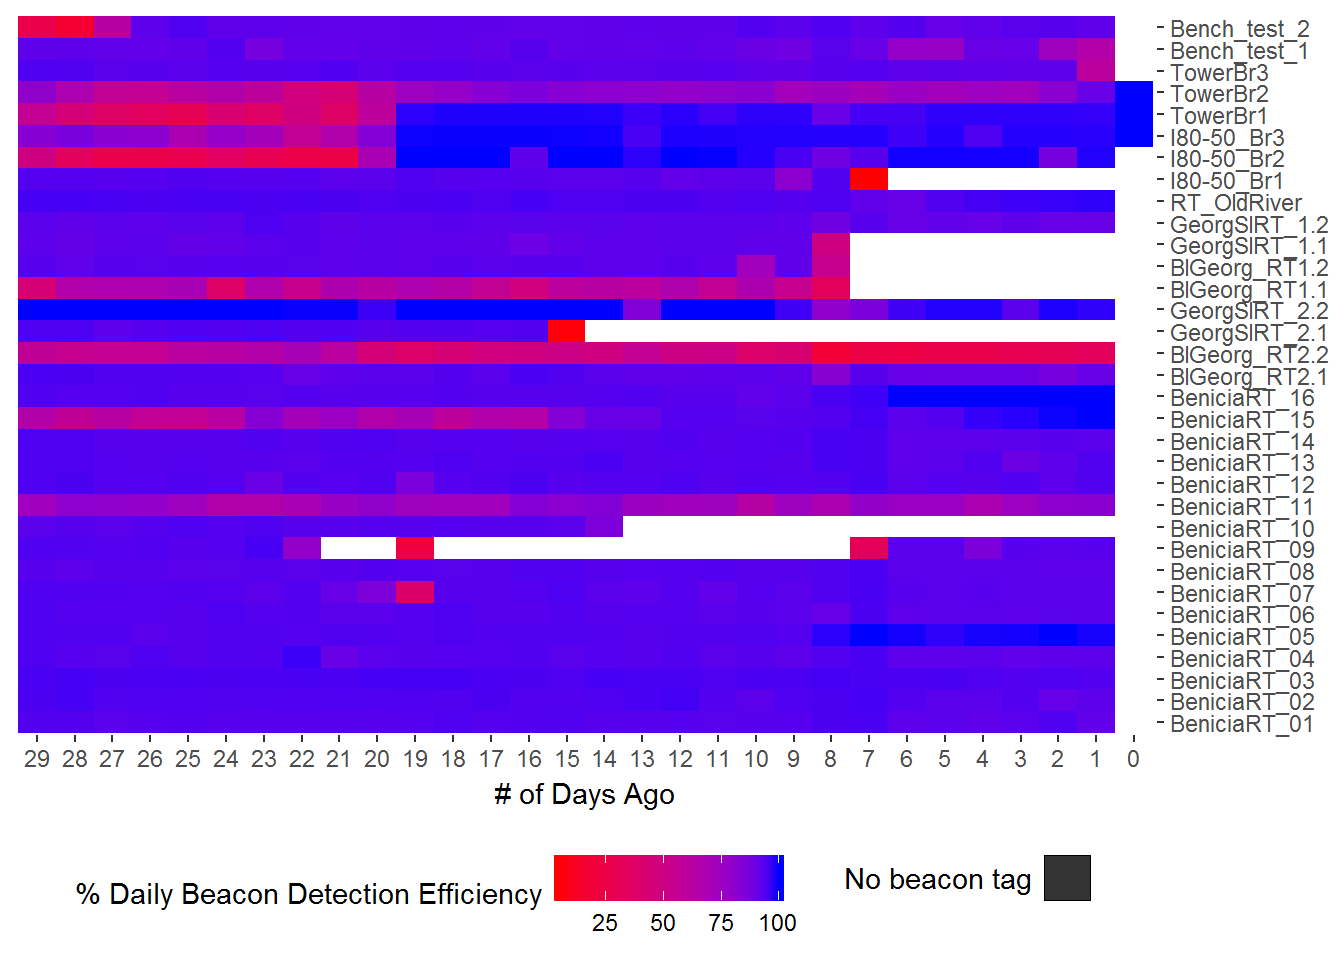 Bench_test_2
Bench_test_1
TowerBr3
TowerBr2
TowerBr1
I80-50_Br3
I80-50_Br2
I80-50_Br1
RT_OldRiver
GeorgSlRT_1.2
GeorgSlRT_1.1
BlGeorg_RT1.2
BlGeorg_RT1.1
GeorgSlRT_2.2
GeorgSlRT_2.1
BlGeorg_RT2.2
BlGeorg_RT2.1
BeniciaRT_16
BeniciaRT_15
BeniciaRT_14
BeniciaRT_13
BeniciaRT_12
BeniciaRT_11
BeniciaRT_10
BeniciaRT_09
BeniciaRT_08
BeniciaRT_07
BeniciaRT_06
BeniciaRT_05
BeniciaRT_04
BeniciaRT_03
BeniciaRT_02
BeniciaRT_01
29 28 27 26 25 24 23 22 21 20 19 18 17 16 15 14 13 12 11 10 9 8 7 6 5 4 3 2 1 0
# of Days Ago
% Daily Beacon Detection Efficiency
25 50 75 100
No beacon tag